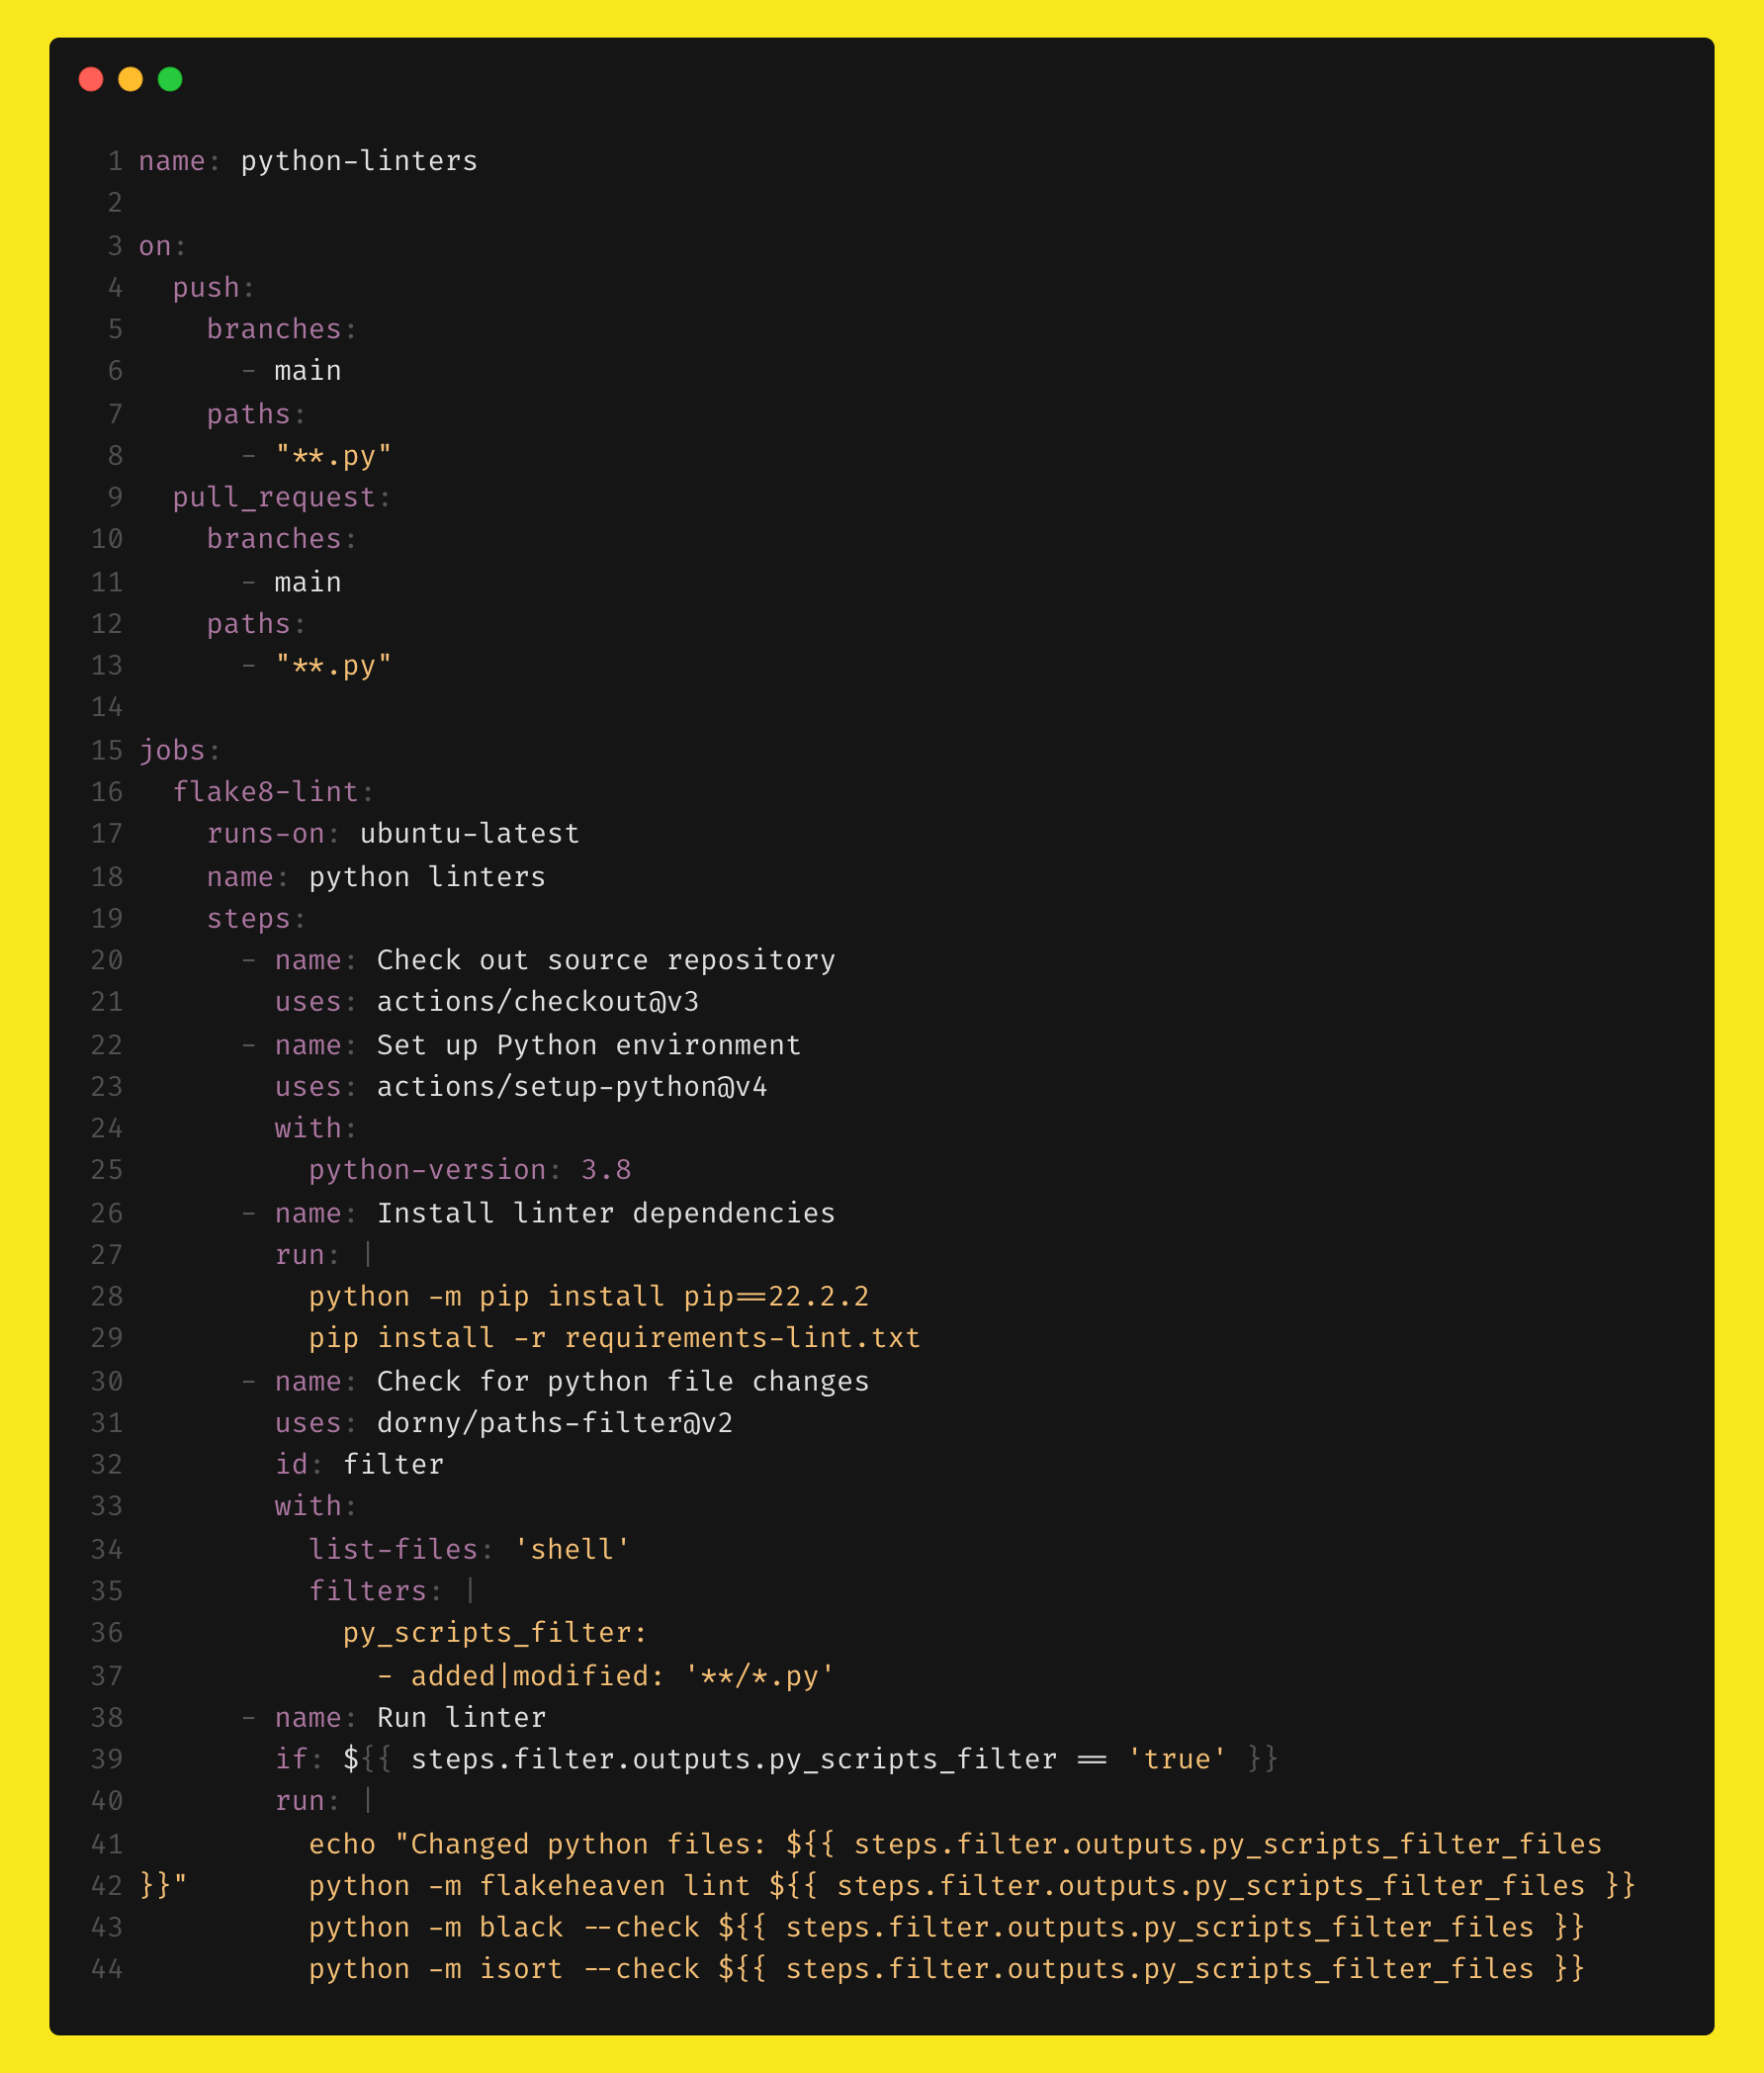 1 name: python-linters
2
3 on:
4   push:
5     branches:
6       - main
7     paths:
8       - "**.py"
9   pull_request:
10     branches:
11       - main
12     paths:
13       - "**.py"
14
15 jobs:
16   flake8-lint:
17     runs-on: ubuntu-latest
18     name: python linters
19     steps:
20       - name: Check out source repository
21         uses: actions/checkout@v3
22       - name: Set up Python environment
23         uses: actions/setup-python@v4
24         with:
25           python-version: 3.8
26       - name: Install linter dependencies
27         run: |
28           python -m pip install pip==22.2.2
29           pip install -r requirements-lint.txt
30       - name: Check for python file changes
31         uses: dorny/paths-filter@v2
32         id: filter
33         with:
34           list-files: 'shell'
35           filters: |
36             py_scripts_filter:
37               - added|modified: '**/*.py'
38       - name: Run linter
39         if: ${{ steps.filter.outputs.py_scripts_filter == 'true' }}
40         run: |
41           echo "Changed python files: ${{ steps.filter.outputs.py_scripts_filter_files
42 }}"       python -m flakeheaven lint ${{ steps.filter.outputs.py_scripts_filter_files }}
43           python -m black --check ${{ steps.filter.outputs.py_scripts_filter_files }}
44           python -m isort --check ${{ steps.filter.outputs.py_scripts_filter_files }}